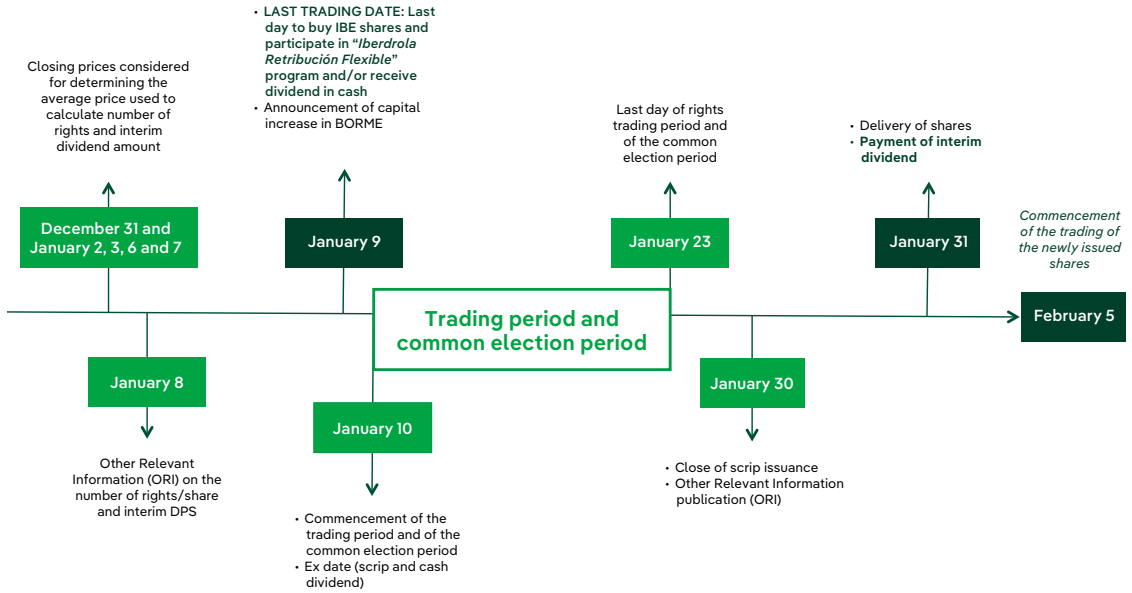 Closing prices considered
for determining the
average price used to
calculate number of
rights and interim
dividend amount
December 31 and
January 2, 3, 6 and 7
• LAST TRADING DATE: Last
day to buy IBE shares and
participate in “Iberdrola
Retribución Flexible”
program and/or receive
dividend in cash
• Announcement of capital
increase in BORME
January 9
Last day of rights
trading period and
of the common
election period
January 23
• Delivery of shares
• Payment of interim
dividend
January 31
Commencement
of the trading of
the newly issued
shares
February 5
Trading period and
common election period
January 8
Other Relevant
Information (ORI) on the
number of rights/share
and interim DPS
January 10
• Commencement of the
trading period and of the
common election period
• Ex date (scrip and cash
dividend)
January 30
• Close of scrip issuance
• Other Relevant Information
publication (ORI)